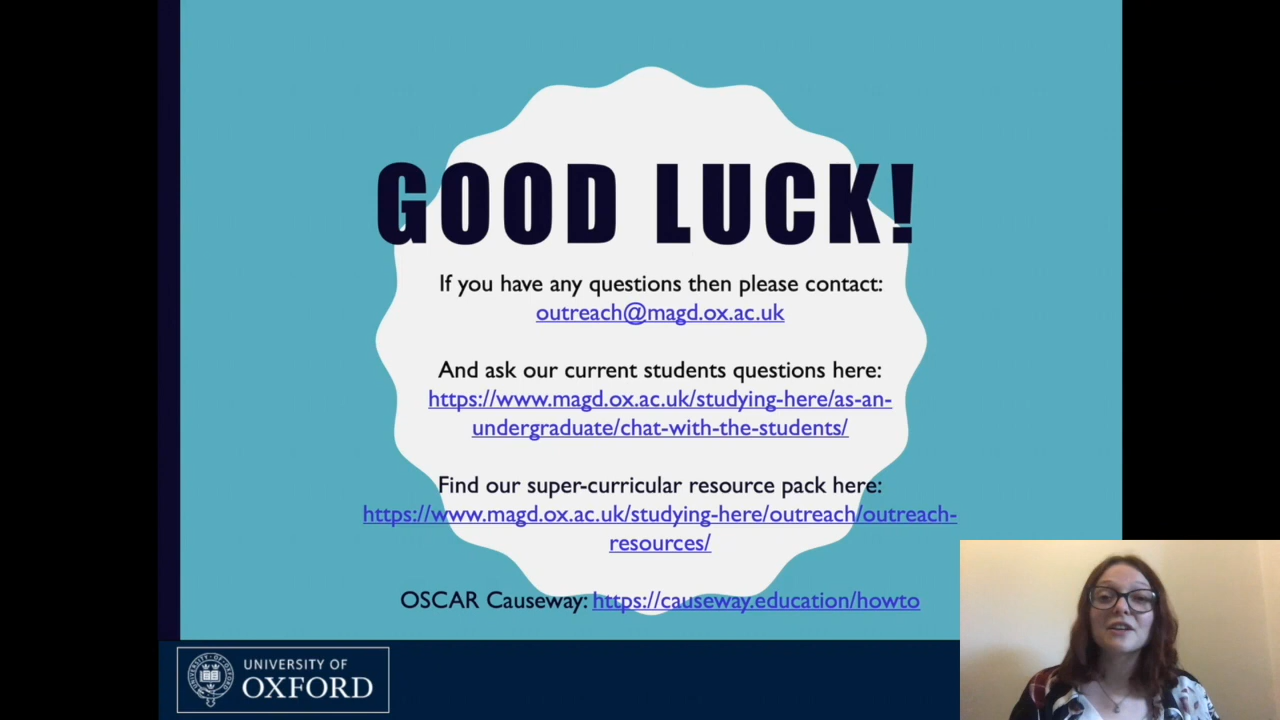 GOOD LUCK!
If you have any questions then please contact:
outreach@magd.ox.ac.uk
And ask our current students questions here:
https://www.magd.ox.ac.uk/studying-here/as-an-
undergraduate/chat-with-the-students/
Find our super-curricular resource pack here:
https://www.magd.ox.ac.uk/studying-here/outreach/outreach-
resources/
OSCAR Causeway: https://causeway.education/howto
UNIVERSITY OF
OXFORD